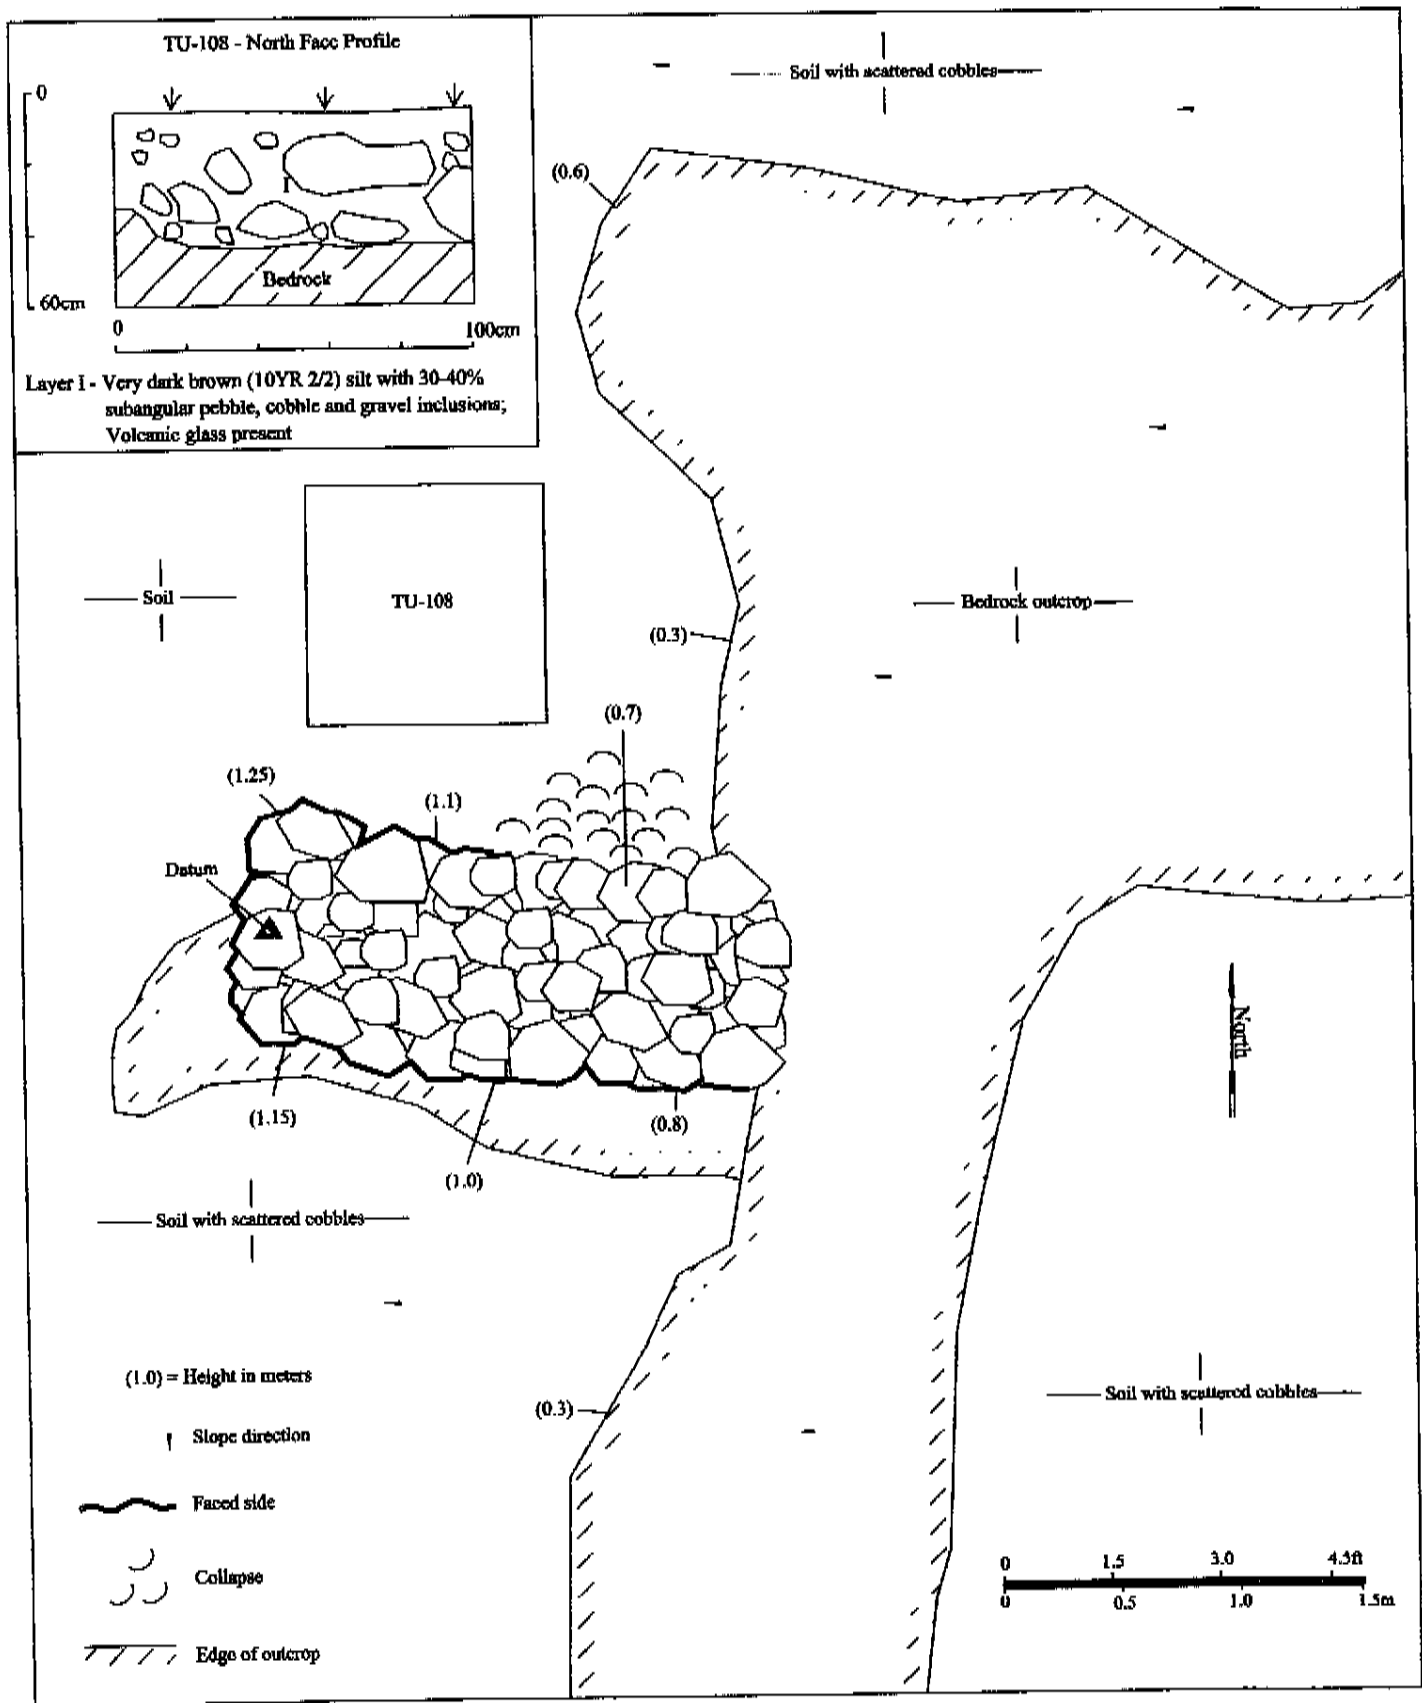 TU-108 - North Face Profile
0
60cm
I
Bedrock
0 100cm
Layer I - Very dark brown (10YR 2/2) silt with 30-40%
subangular pebble, cobble and gravel inclusions;
Volcanic glass present
Soil with scattered cobbles
(0.6)
Soil
TU-108
Bedrock outcrop
(0.3)
(0.7)
(1.25)
(1.1)
Datum
North
(1.15)
(0.8)
(1.0)
Soil with scattered cobbles
(1.0) = Height in meters
Slope direction
Faced side
Collapse
Edge of outcrop
(0.3)
Soil with scattered cobbles
0 1.5 3.0 4.5ft
0 0.5 1.0 1.5m